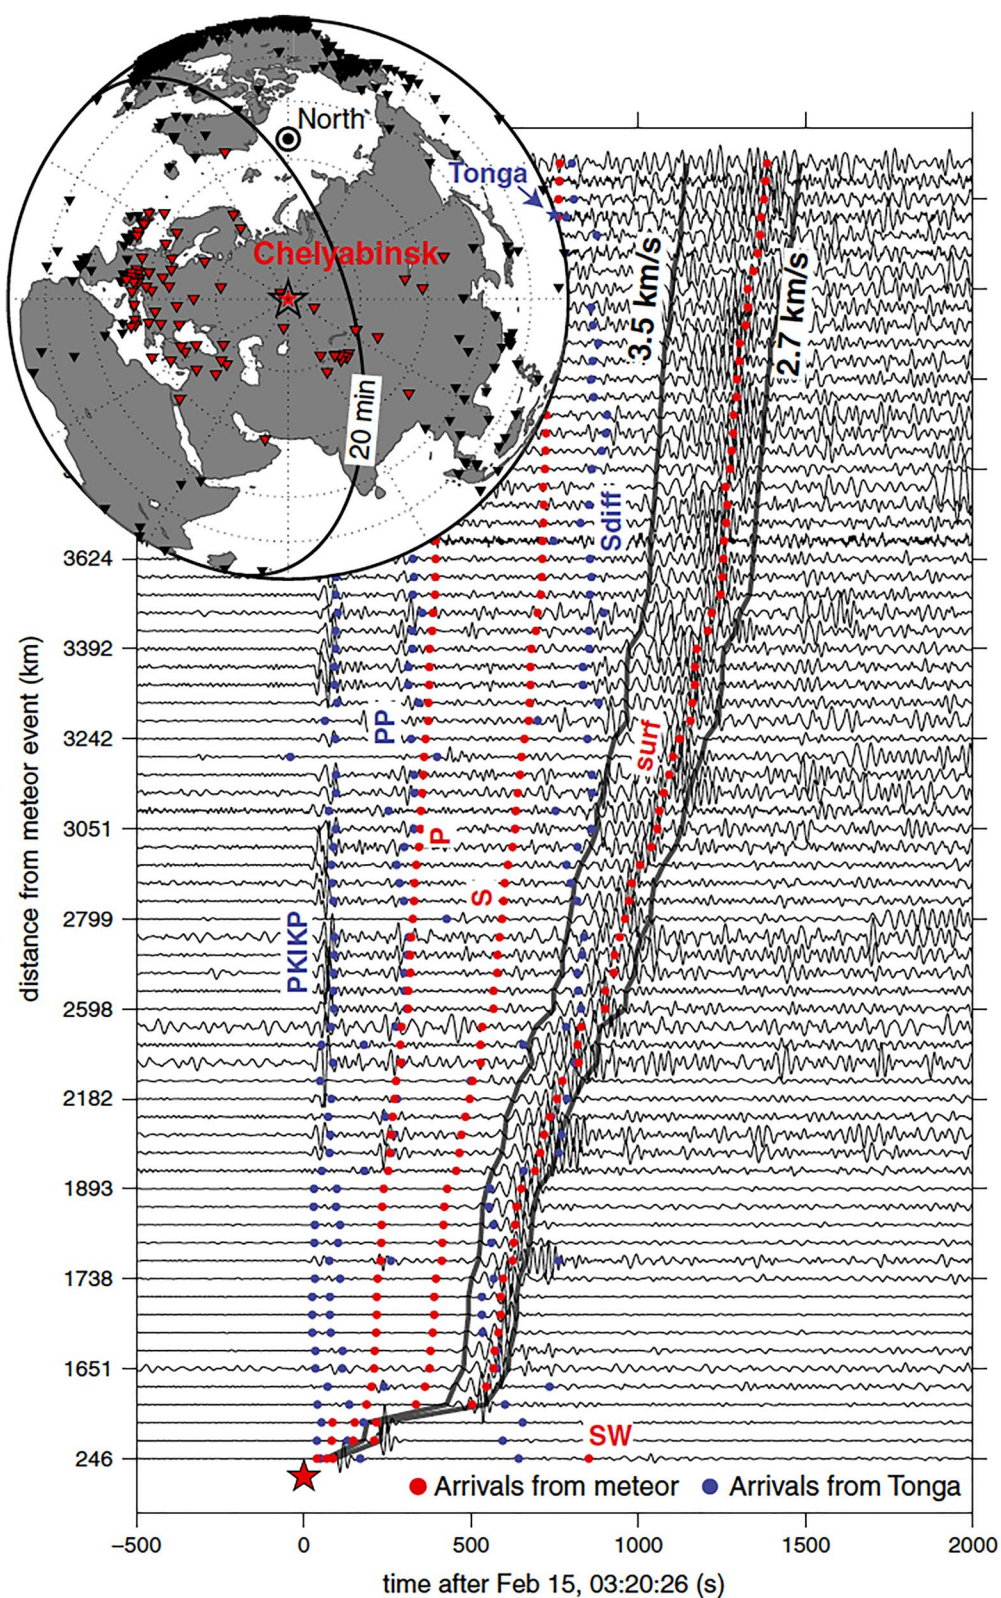 North
Tonga
Chelyabinsk
20 min
3.5 km/s
2.7 km/s
Sdiff
3624
3392
PP
surf
3242
3051
P
S
2799
PKIKP
2598
2182
1893
1738
1651
SW
246
Arrivals from meteor
Arrivals from Tonga
distance from meteor event (km)
−500 0 500 1000 1500 2000
time after Feb 15, 03:20:26 (s)